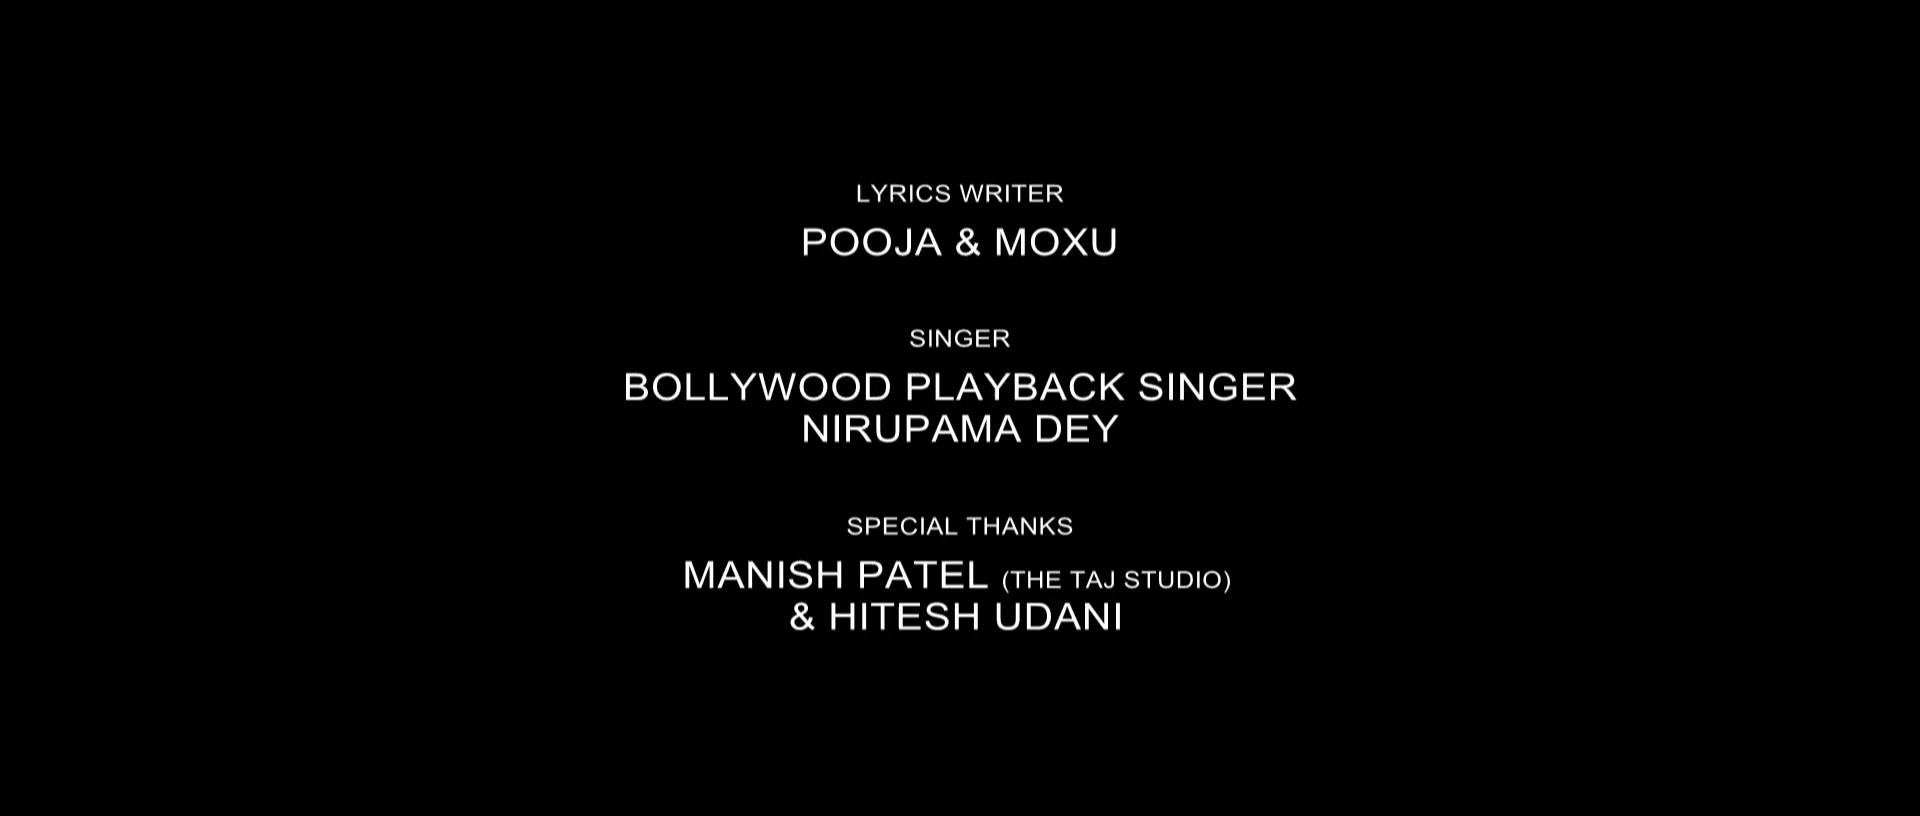 LYRICS WRITER
POOJA & MOXU
SINGER
BOLLYWOOD PLAYBACK SINGER
NIRUPAMA DEY
SPECIAL THANKS
MANISH PATEL (THE TAJ STUDIO)
& HITESH UDANI